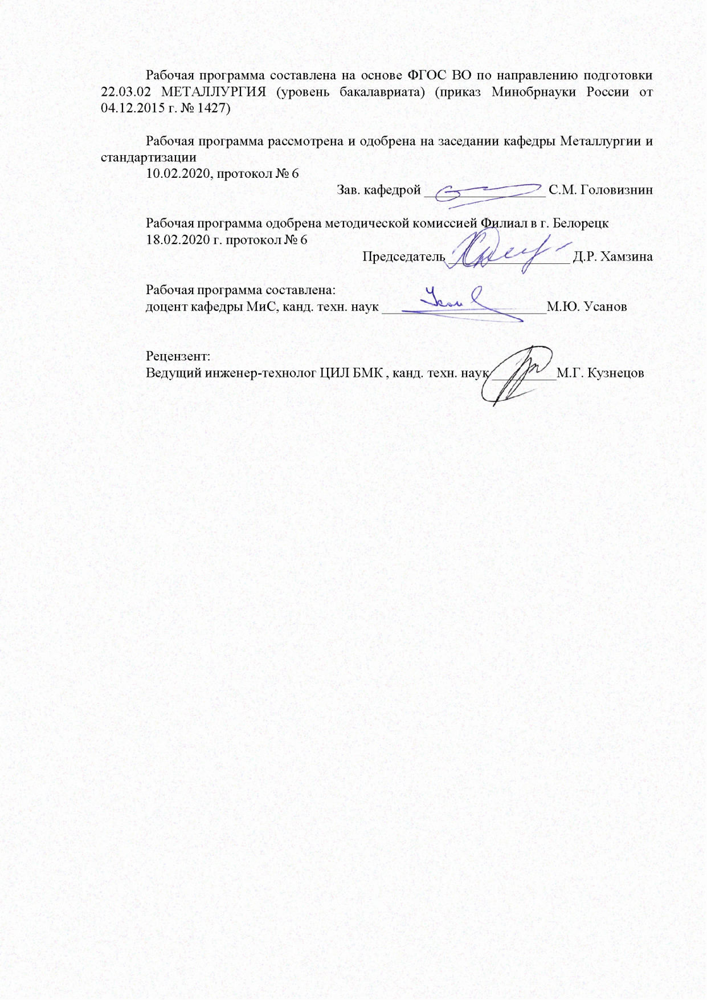 Рабочая программа составлена на основе ФГОС ВО по направлению подготовки
22.03.02 МЕТАЛЛУРГИЯ (уровень бакалавриата) (приказ Минобрнауки России от
04.12.2015 г. № 1427)
Рабочая программа рассмотрена и одобрена на заседании кафедры Металлургии и
стандартизации
10.02.2020, протокол № 6
Зав. кафедрой ________________ С.М. Головизнин
Рабочая программа одобрена методической комиссией Филиал в г. Белорецк
18.02.2020 г. протокол № 6
Председатель ________________ Д.Р. Хамзина
Рабочая программа составлена:
доцент кафедры МиС, канд. техн. наук ______________________М.Ю. Усанов
Рецензент:
Ведущий инженер-технолог ЦИЛ БМК , канд. техн. наук _________М.Г. Кузнецов